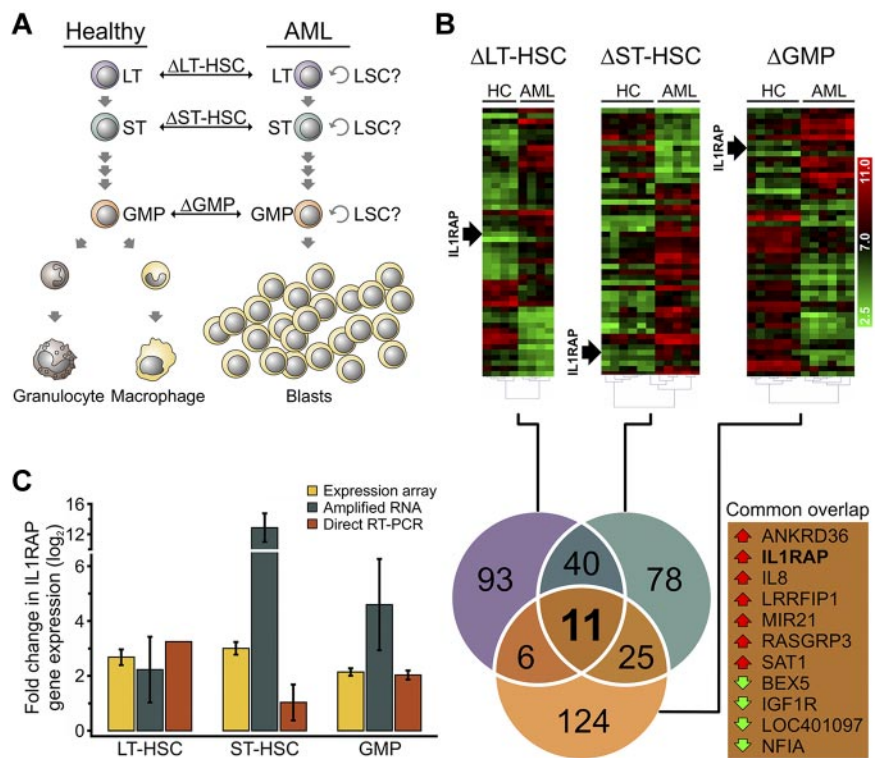 A
Healthy
AML
LT
ΔLT-HSC
LT
LSC?
ST
ΔST-HSC
ST
LSC?
GMP
ΔGMP
GMP
LSC?
Granulocyte
Macrophage
Blasts
B
ΔLT-HSC
ΔST-HSC
ΔGMP
HC
AML
HC
AML
HC
AML
IL1RAP
IL1RAP
IL1RAP
11.0
7.0
2.5
93
40
78
11
6
25
124
Common overlap
ANKRD36
IL1RAP
IL8
LRRFIP1
MIR21
RASGRP3
SAT1
BEX5
IGF1R
LOC401097
NFIA
C
Fold change in IL1RAP
gene expression (log2)
16
12
6
4
2
0
Expression array
Amplified RNA
Direct RT-PCR
LT-HSC
ST-HSC
GMP